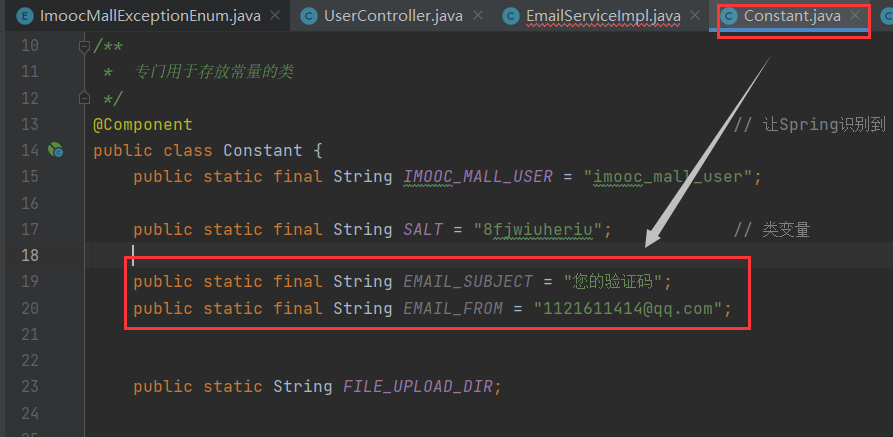 ImoocMallExceptionEnum.java UserController.java EmailServiceImpl.java Constant.java
10 /**
11 * 专门用于存放常量的类
12 */
13 @Component // 让Spring识别到
14 public class Constant {
15 public static final String IMOOC_MALL_USER = "imooc_mall_user";
16
17 public static final String SALT = "8fjwiuheriu"; // 类变量
18
19 public static final String EMAIL_SUBJECT = "您的验证码";
20 public static final String EMAIL_FROM = "1121611414@qq.com";
21
22
23 public static String FILE_UPLOAD_DIR;
24